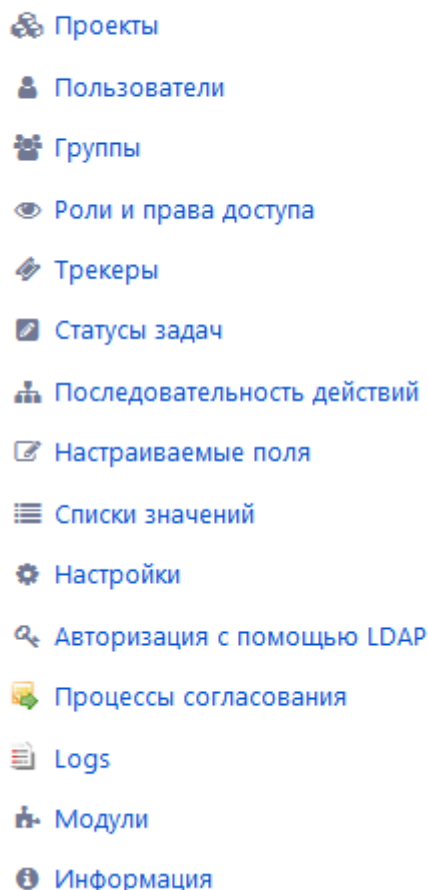 Проекты
Пользователи
Группы
Роли и права доступа
Трекеры
Статусы задач
Последовательность действий
Настраиваемые поля
Списки значений
Настройки
Авторизация с помощью LDAP
Процессы согласования
Logs
Модули
Информация